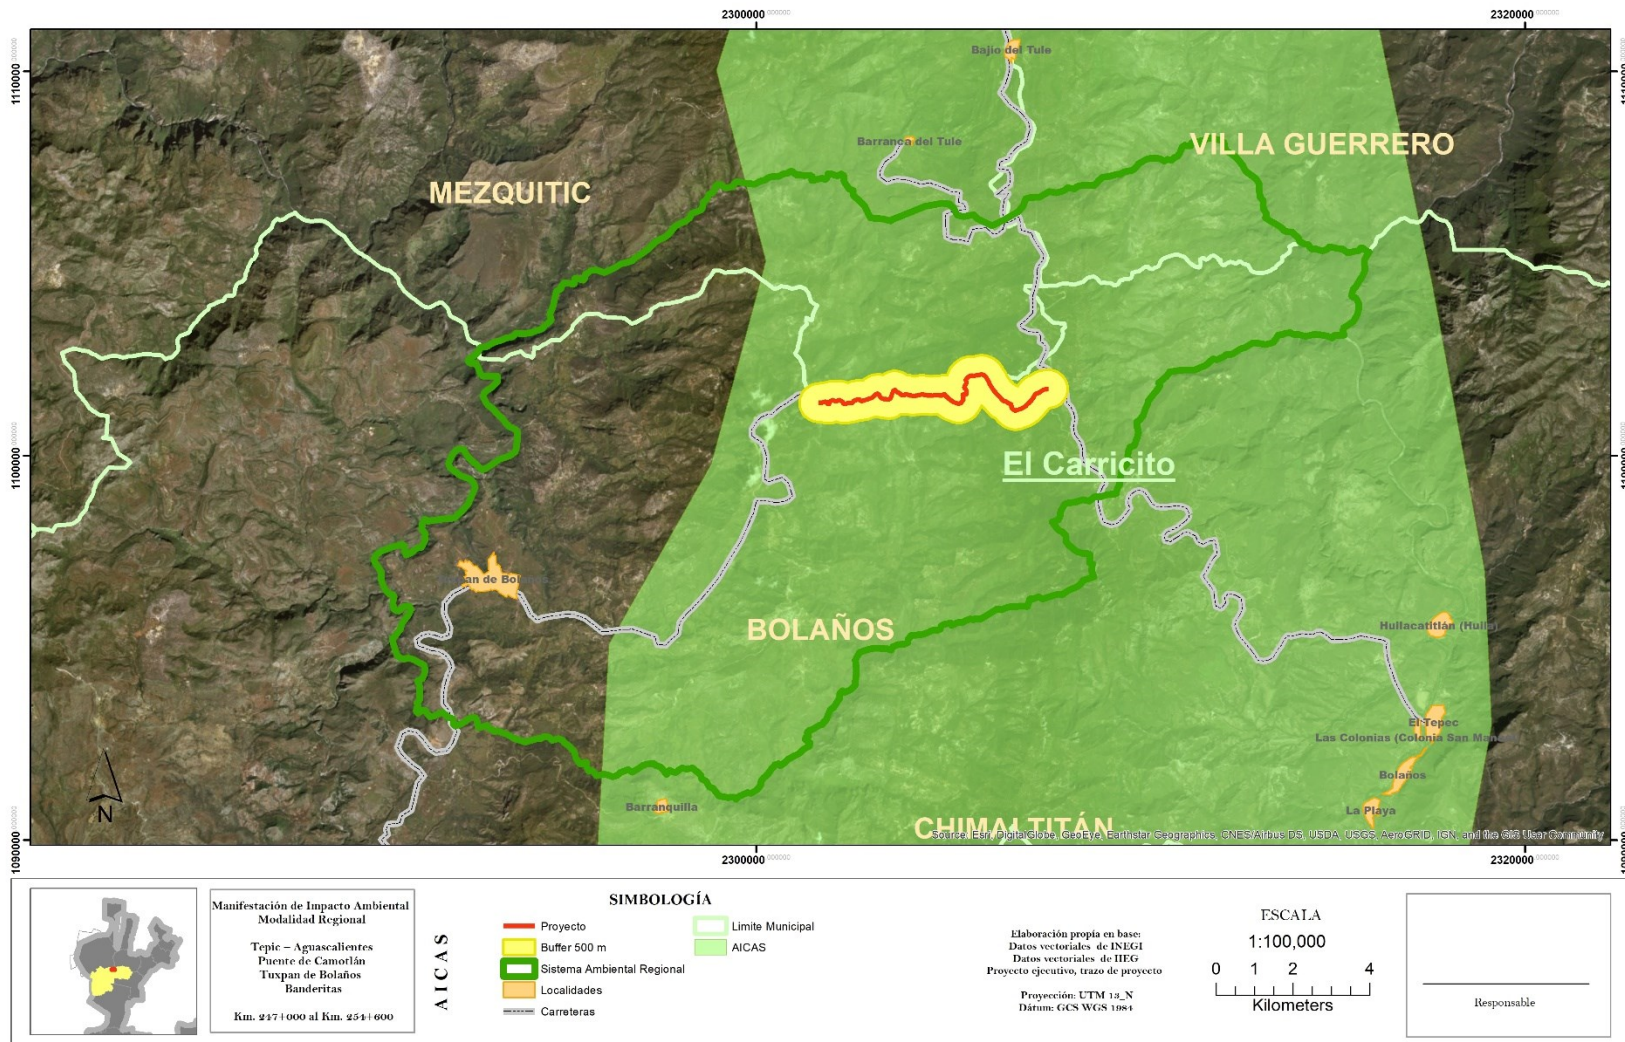 2300000
2320000
1110000
1110000
Bajío del Tule
Barranca del Tule
VILLA GUERRERO
MEZQUITIC
El Carricito
1100000
1100000
BOLAÑOS
Huilacatitlán (Huila)
El Tepec
Las Colonias (Colonia San
Bolaños
La Playa
Barranquilla
CHIMALTITÁN
Source: Esri, DigitalGlobe, GeoEye, Earthstar Geographics, CNES/Airbus DS, USDA, USGS, AeroGRID, IGN, and the GIS User Community
N
1090000
1090000
2300000
2320000
Manifestación de Impacto Ambiental
Modalidad Regional
Tepic – Aguascalientes
Puente de Camotlán
Tuxpan de Bolaños
Banderitas
Km. 247+000 al Km. 254+600
AICAS
SIMBOLOGÍA
Proyecto
Buffer 500 m
Sistema Ambiental Regional
Localidades
Carreteras
Limite Municipal
AICAS
Elaboración propia en base:
Datos vectoriales de INEGI
Datos vectoriales de IIEG
Proyecto ejecutivo, trazo de proyecto
Proyección: UTM 13_N
Dátum: GCS WGS 1984
ESCALA
1:100,000
0 1 2 4
Kilometers
Responsable